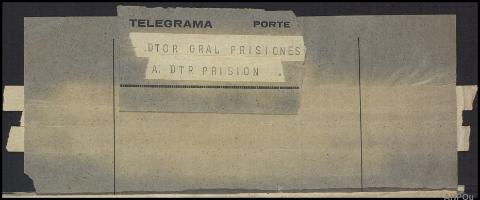 TELEGRAMA PORTE
DTOR GRAL PRISIONES
A. DTR PRISION .